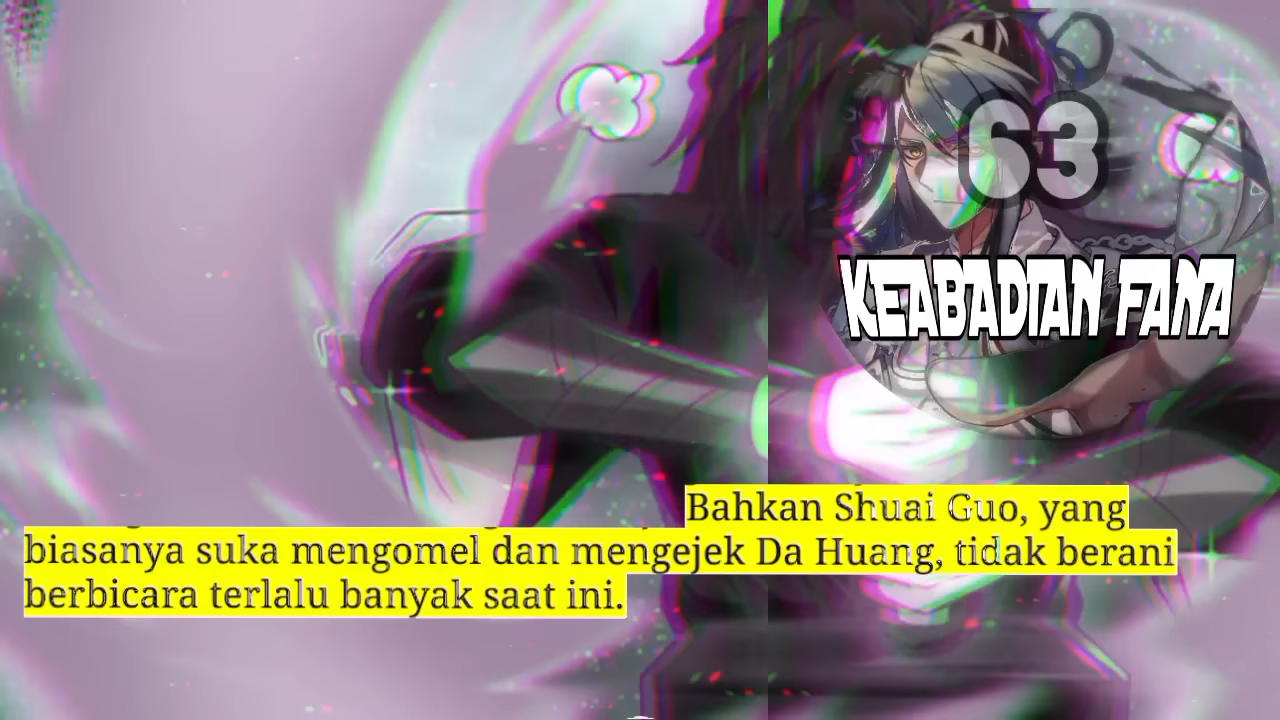 63
KEABADIAN FANA
Bahkan Shuai Guo, yang
biasanya suka mengomel dan mengejek Da Huang, tidak berani
berbicara terlalu banyak saat ini.